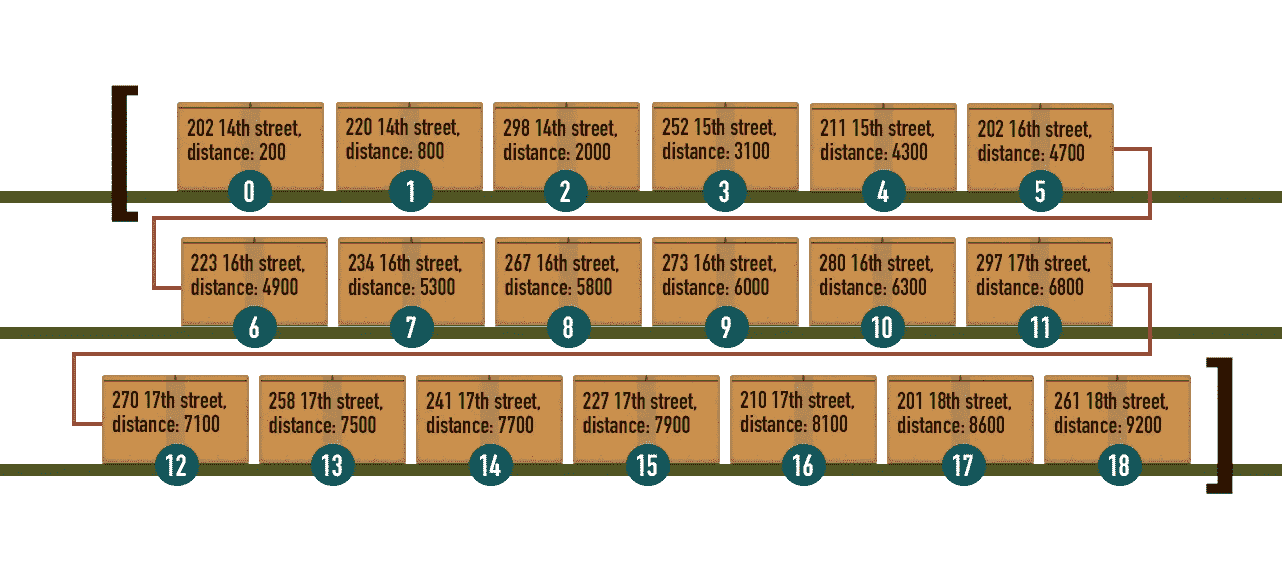 [
202 14th street,
distance: 200
0
220 14th street,
distance: 800
1
298 14th street,
distance: 2000
2
252 15th street,
distance: 3100
3
211 15th street,
distance: 4300
4
202 16th street,
distance: 4700
5
223 16th street,
distance: 4900
6
234 16th street,
distance: 5300
7
267 16th street,
distance: 5800
8
273 16th street,
distance: 6000
9
280 16th street,
distance: 6300
10
297 17th street,
distance: 6800
11
270 17th street,
distance: 7100
12
258 17th street,
distance: 7500
13
241 17th street,
distance: 7700
14
227 17th street,
distance: 7900
15
210 17th street,
distance: 8100
16
201 18th street,
distance: 8600
17
261 18th street,
distance: 9200
18
]